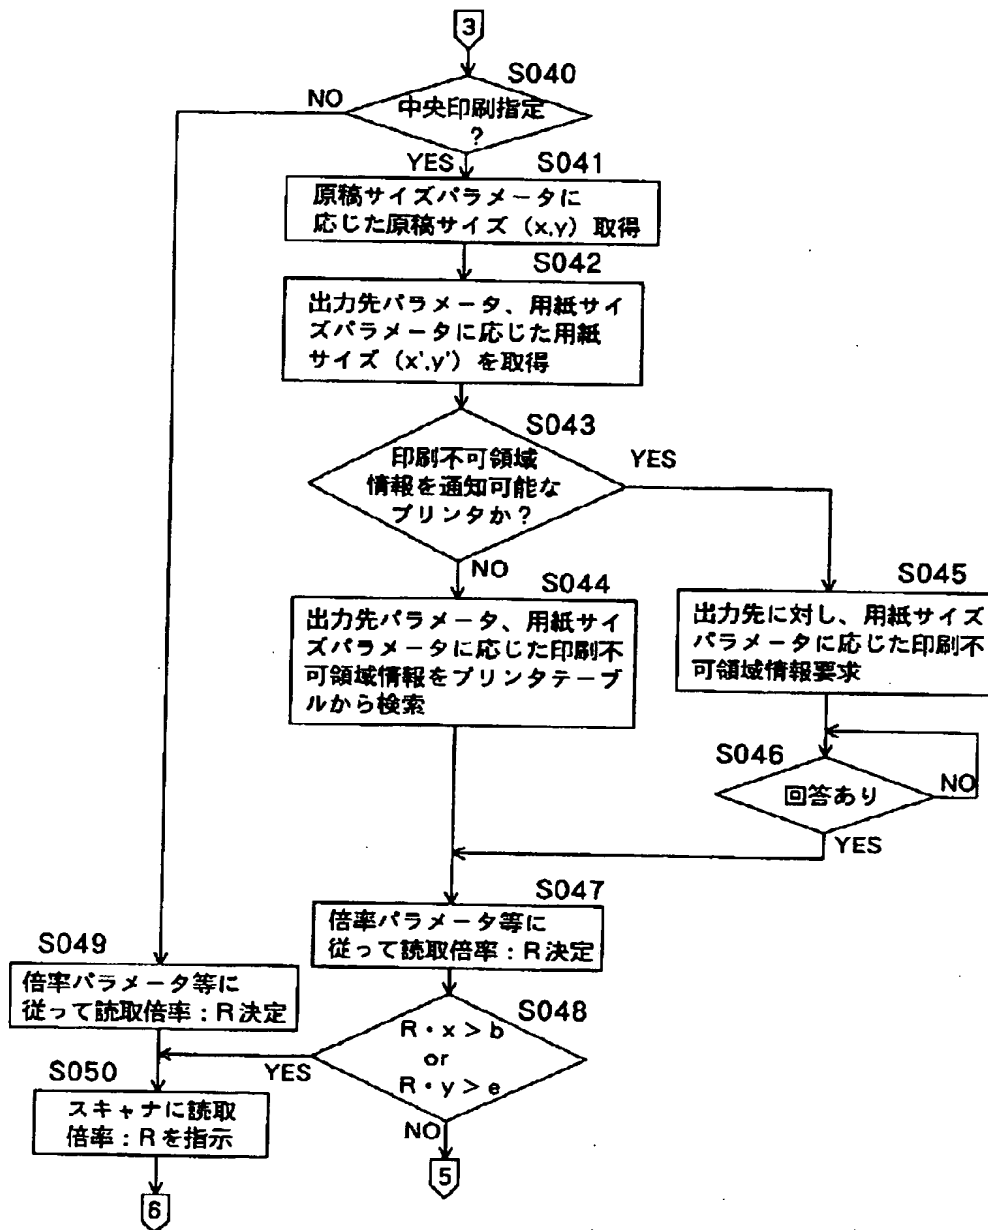 3
S040
NO
中央印刷指定
?
YES
S041
原稿サイズパラメータに
応じた原稿サイズ (x,y) 取得
S042
出力先パラメータ、用紙サイ
ズパラメータに応じた用紙
サイズ (x',y') を取得
S043
印刷不可領域
情報を通知可能な
プリンタか?
YES
NO
S044
出力先パラメータ、用紙サイ
ズパラメータに応じた印刷不
可領域情報をプリンタテーブ
ルから検索
S045
出力先に対し、用紙サイズ
パラメータに応じた印刷不
可領域情報要求
S046
回答あり
NO
YES
S047
倍率パラメータ等に
従って読取倍率:R決定
S049
倍率パラメータ等に
従って読取倍率:R決定
S048
R・x>b
or
R・y>e
YES
NO
S050
スキャナに読取
倍率:Rを指示
5
6